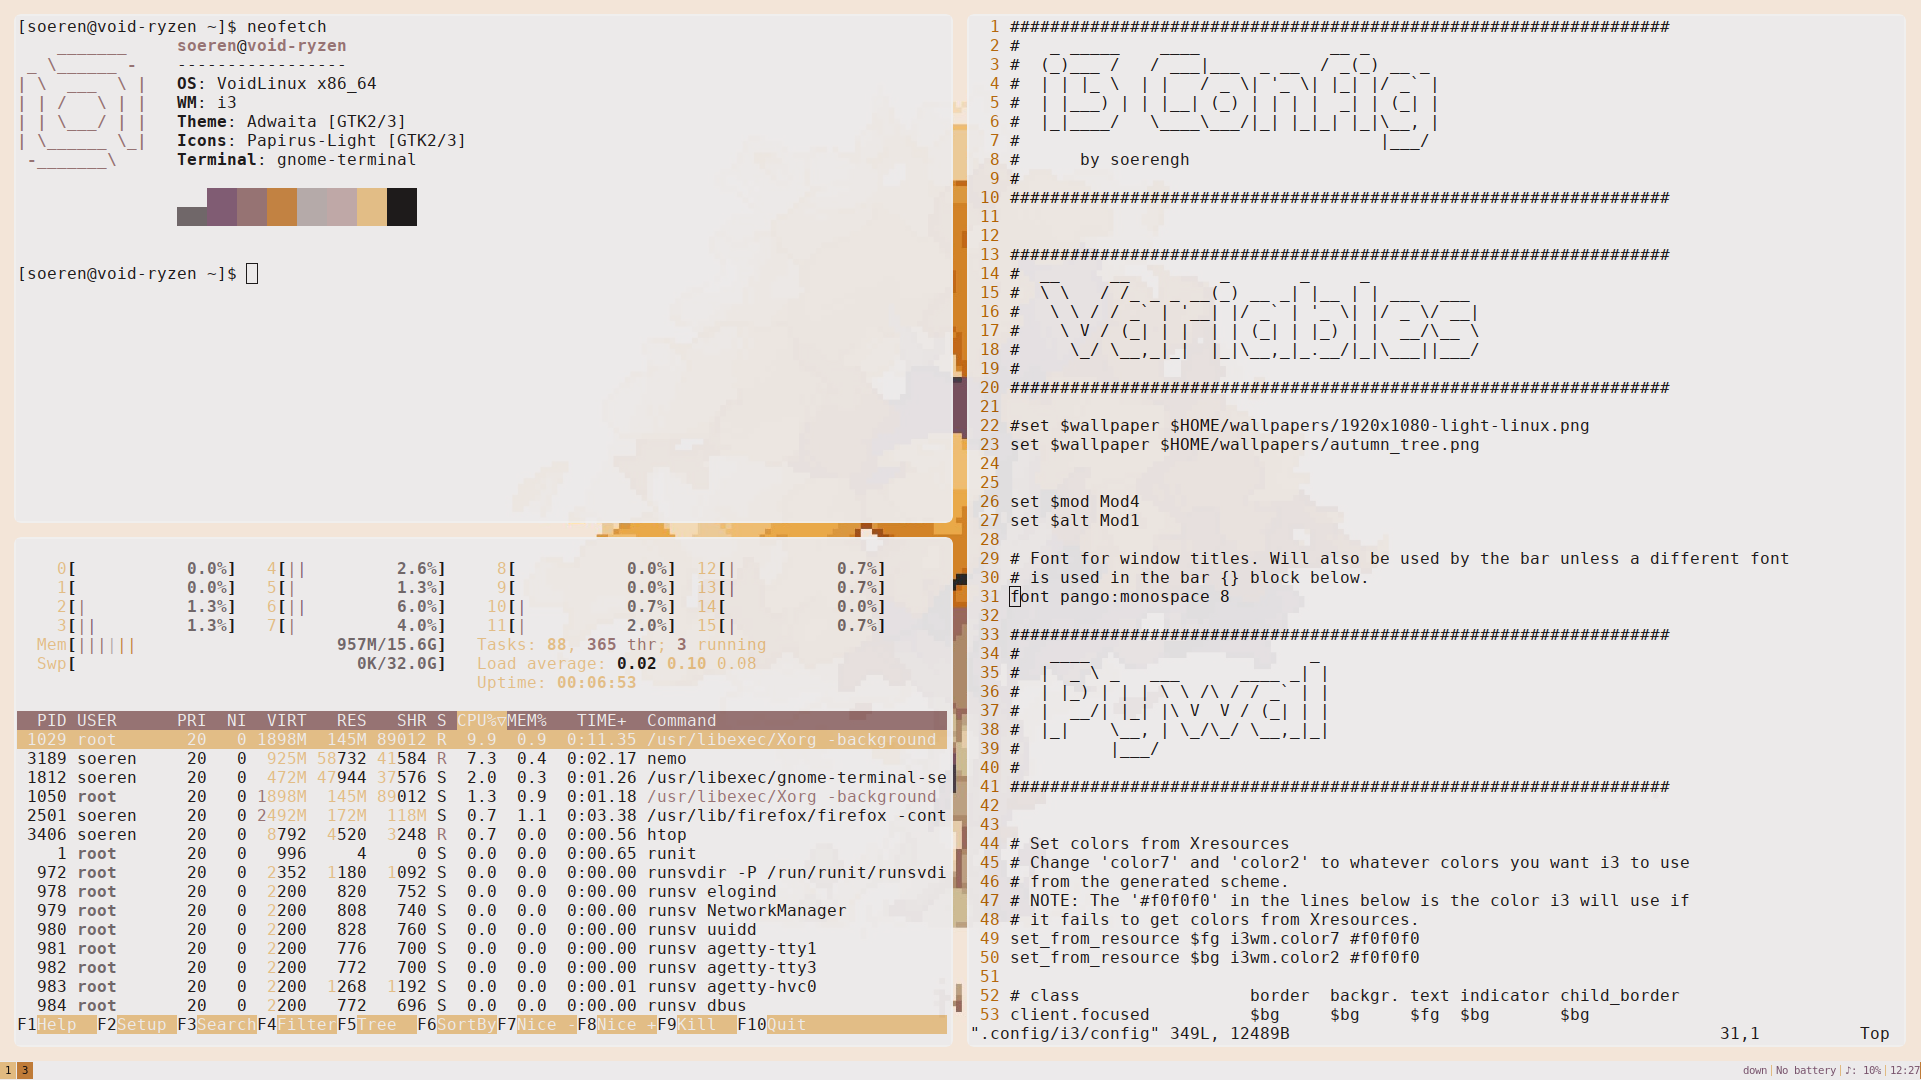 [soeren@void-ryzen ~]$ neofetch
soeren@void-ryzen
-----------------
OS: VoidLinux x86_64
WM: i3
Theme: Adwaita [GTK2/3]
Icons: Papirus-Light [GTK2/3]
Terminal: gnome-terminal
[soeren@void-ryzen ~]$
0[ 0.0%] 4[|| 2.6%] 8[ 0.0%] 12[| 0.7%]
1[ 0.0%] 5[| 1.3%] 9[ 0.0%] 13[| 0.7%]
2[| 1.3%] 6[|| 6.0%] 10[| 0.7%] 14[ 0.0%]
3[|| 1.3%] 7[| 4.0%] 11[| 2.0%] 15[| 0.7%]
Mem[|||||| 957M/15.6G] Tasks: 88, 365 thr; 3 running
Swp[ 0K/32.0G] Load average: 0.02 0.10 0.08
Uptime: 00:06:53
PID USER PRI NI VIRT RES SHR S CPU%▽MEM% TIME+ Command
1029 root 20 0 1898M 145M 89012 R 9.9 0.9 0:11.35 /usr/libexec/Xorg -background
3189 soeren 20 0 925M 58732 41584 R 7.3 0.4 0:02.17 nemo
1812 soeren 20 0 472M 47944 37576 S 2.0 0.3 0:01.26 /usr/libexec/gnome-terminal-se
1050 root 20 0 1898M 145M 89012 S 1.3 0.9 0:01.18 /usr/libexec/Xorg -background
2501 soeren 20 0 2492M 172M 118M S 0.7 1.1 0:03.38 /usr/lib/firefox/firefox -cont
3406 soeren 20 0 8792 4520 3248 R 0.7 0.0 0:00.56 htop
1 root 20 0 996 4 0 S 0.0 0.0 0:00.65 runit
972 root 20 0 2352 1180 1092 S 0.0 0.0 0:00.00 runsvdir -P /run/runit/runsvdi
978 root 20 0 2200 820 752 S 0.0 0.0 0:00.00 runsv elogind
979 root 20 0 2200 808 740 S 0.0 0.0 0:00.00 runsv NetworkManager
980 root 20 0 2200 828 760 S 0.0 0.0 0:00.00 runsv uuidd
981 root 20 0 2200 776 700 S 0.0 0.0 0:00.00 runsv agetty-tty1
982 root 20 0 2200 772 700 S 0.0 0.0 0:00.00 runsv agetty-tty3
983 root 20 0 2200 1268 1192 S 0.0 0.0 0:00.01 runsv agetty-hvc0
984 root 20 0 2200 772 696 S 0.0 0.0 0:00.00 runsv dbus
F1Help F2Setup F3SearchF4FilterF5Tree F6SortByF7Nice -F8Nice +F9Kill F10Quit
1 ##################################################################
2 #
3 #
4 # i3 Config
5 #
6 #
7 #
8 # by soerengh
9 #
10 ##################################################################
11
12
13 ##################################################################
14 #
15 #
16 # Variables
17 #
18 #
19 #
20 ##################################################################
21
22 #set $wallpaper $HOME/wallpapers/1920x1080-light-linux.png
23 set $wallpaper $HOME/wallpapers/autumn_tree.png
24
25
26 set $mod Mod4
27 set $alt Mod1
28
29 # Font for window titles. Will also be used by the bar unless a different font
30 # is used in the bar {} block below.
31 font pango:monospace 8
32
33 ##################################################################
34 #
35 #
36 # Pywal
37 #
38 #
39 #
40 #
41 ##################################################################
42
43
44 # Set colors from Xresources
45 # Change 'color7' and 'color2' to whatever colors you want i3 to use
46 # from the generated scheme.
47 # NOTE: The '#f0f0f0' in the lines below is the color i3 will use if
48 # it fails to get colors from Xresources.
49 set_from_resource $fg i3wm.color7 #f0f0f0
50 set_from_resource $bg i3wm.color2 #f0f0f0
51
52 # class border backgr. text indicator child_border
53 client.focused $bg $bg $fg $bg $bg
".config/i3/config" 349L, 12489B 31,1 Top
1 3
down No battery ♪: 10% 12:27